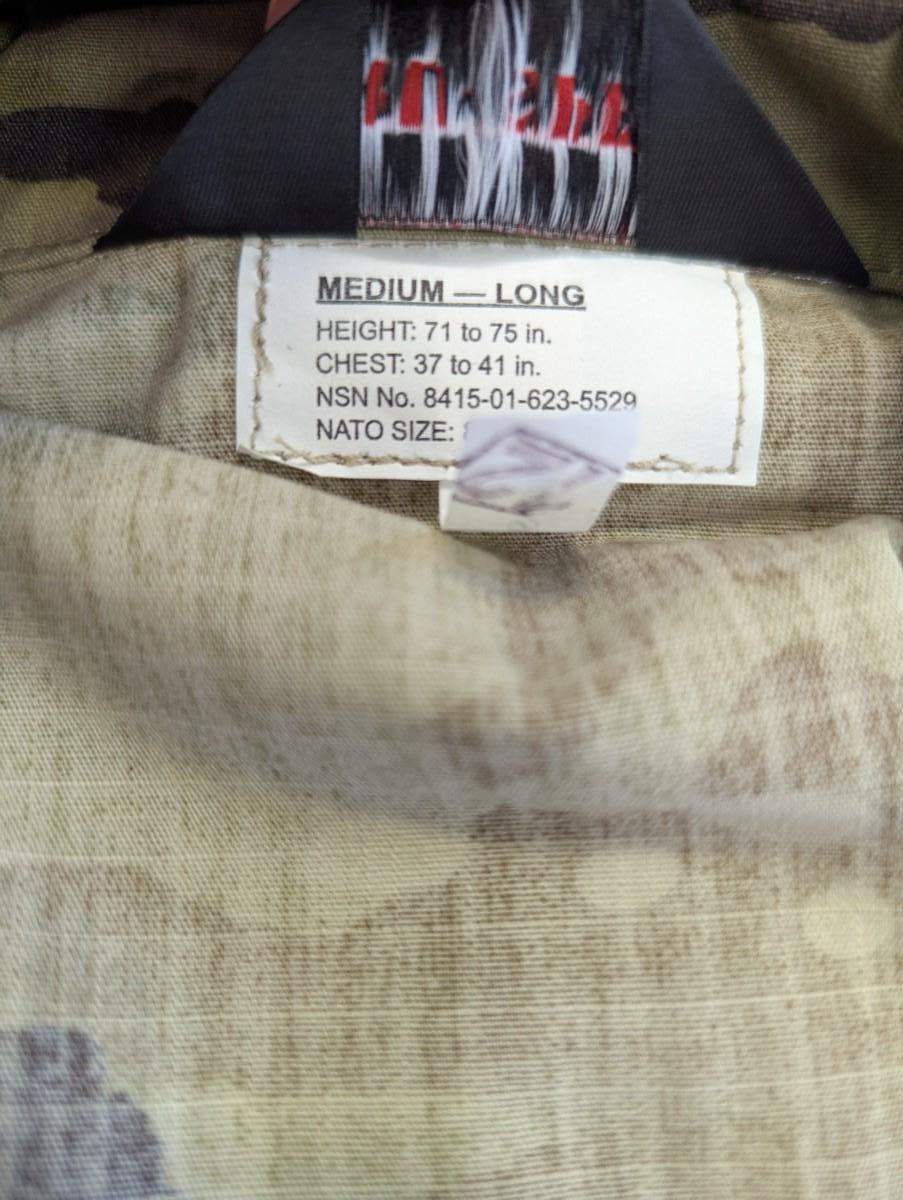 MEDIUM — LONG
HEIGHT: 71 to 75 in.
CHEST: 37 to 41 in.
NSN No. 8415-01-623-5529
NATO SIZE: